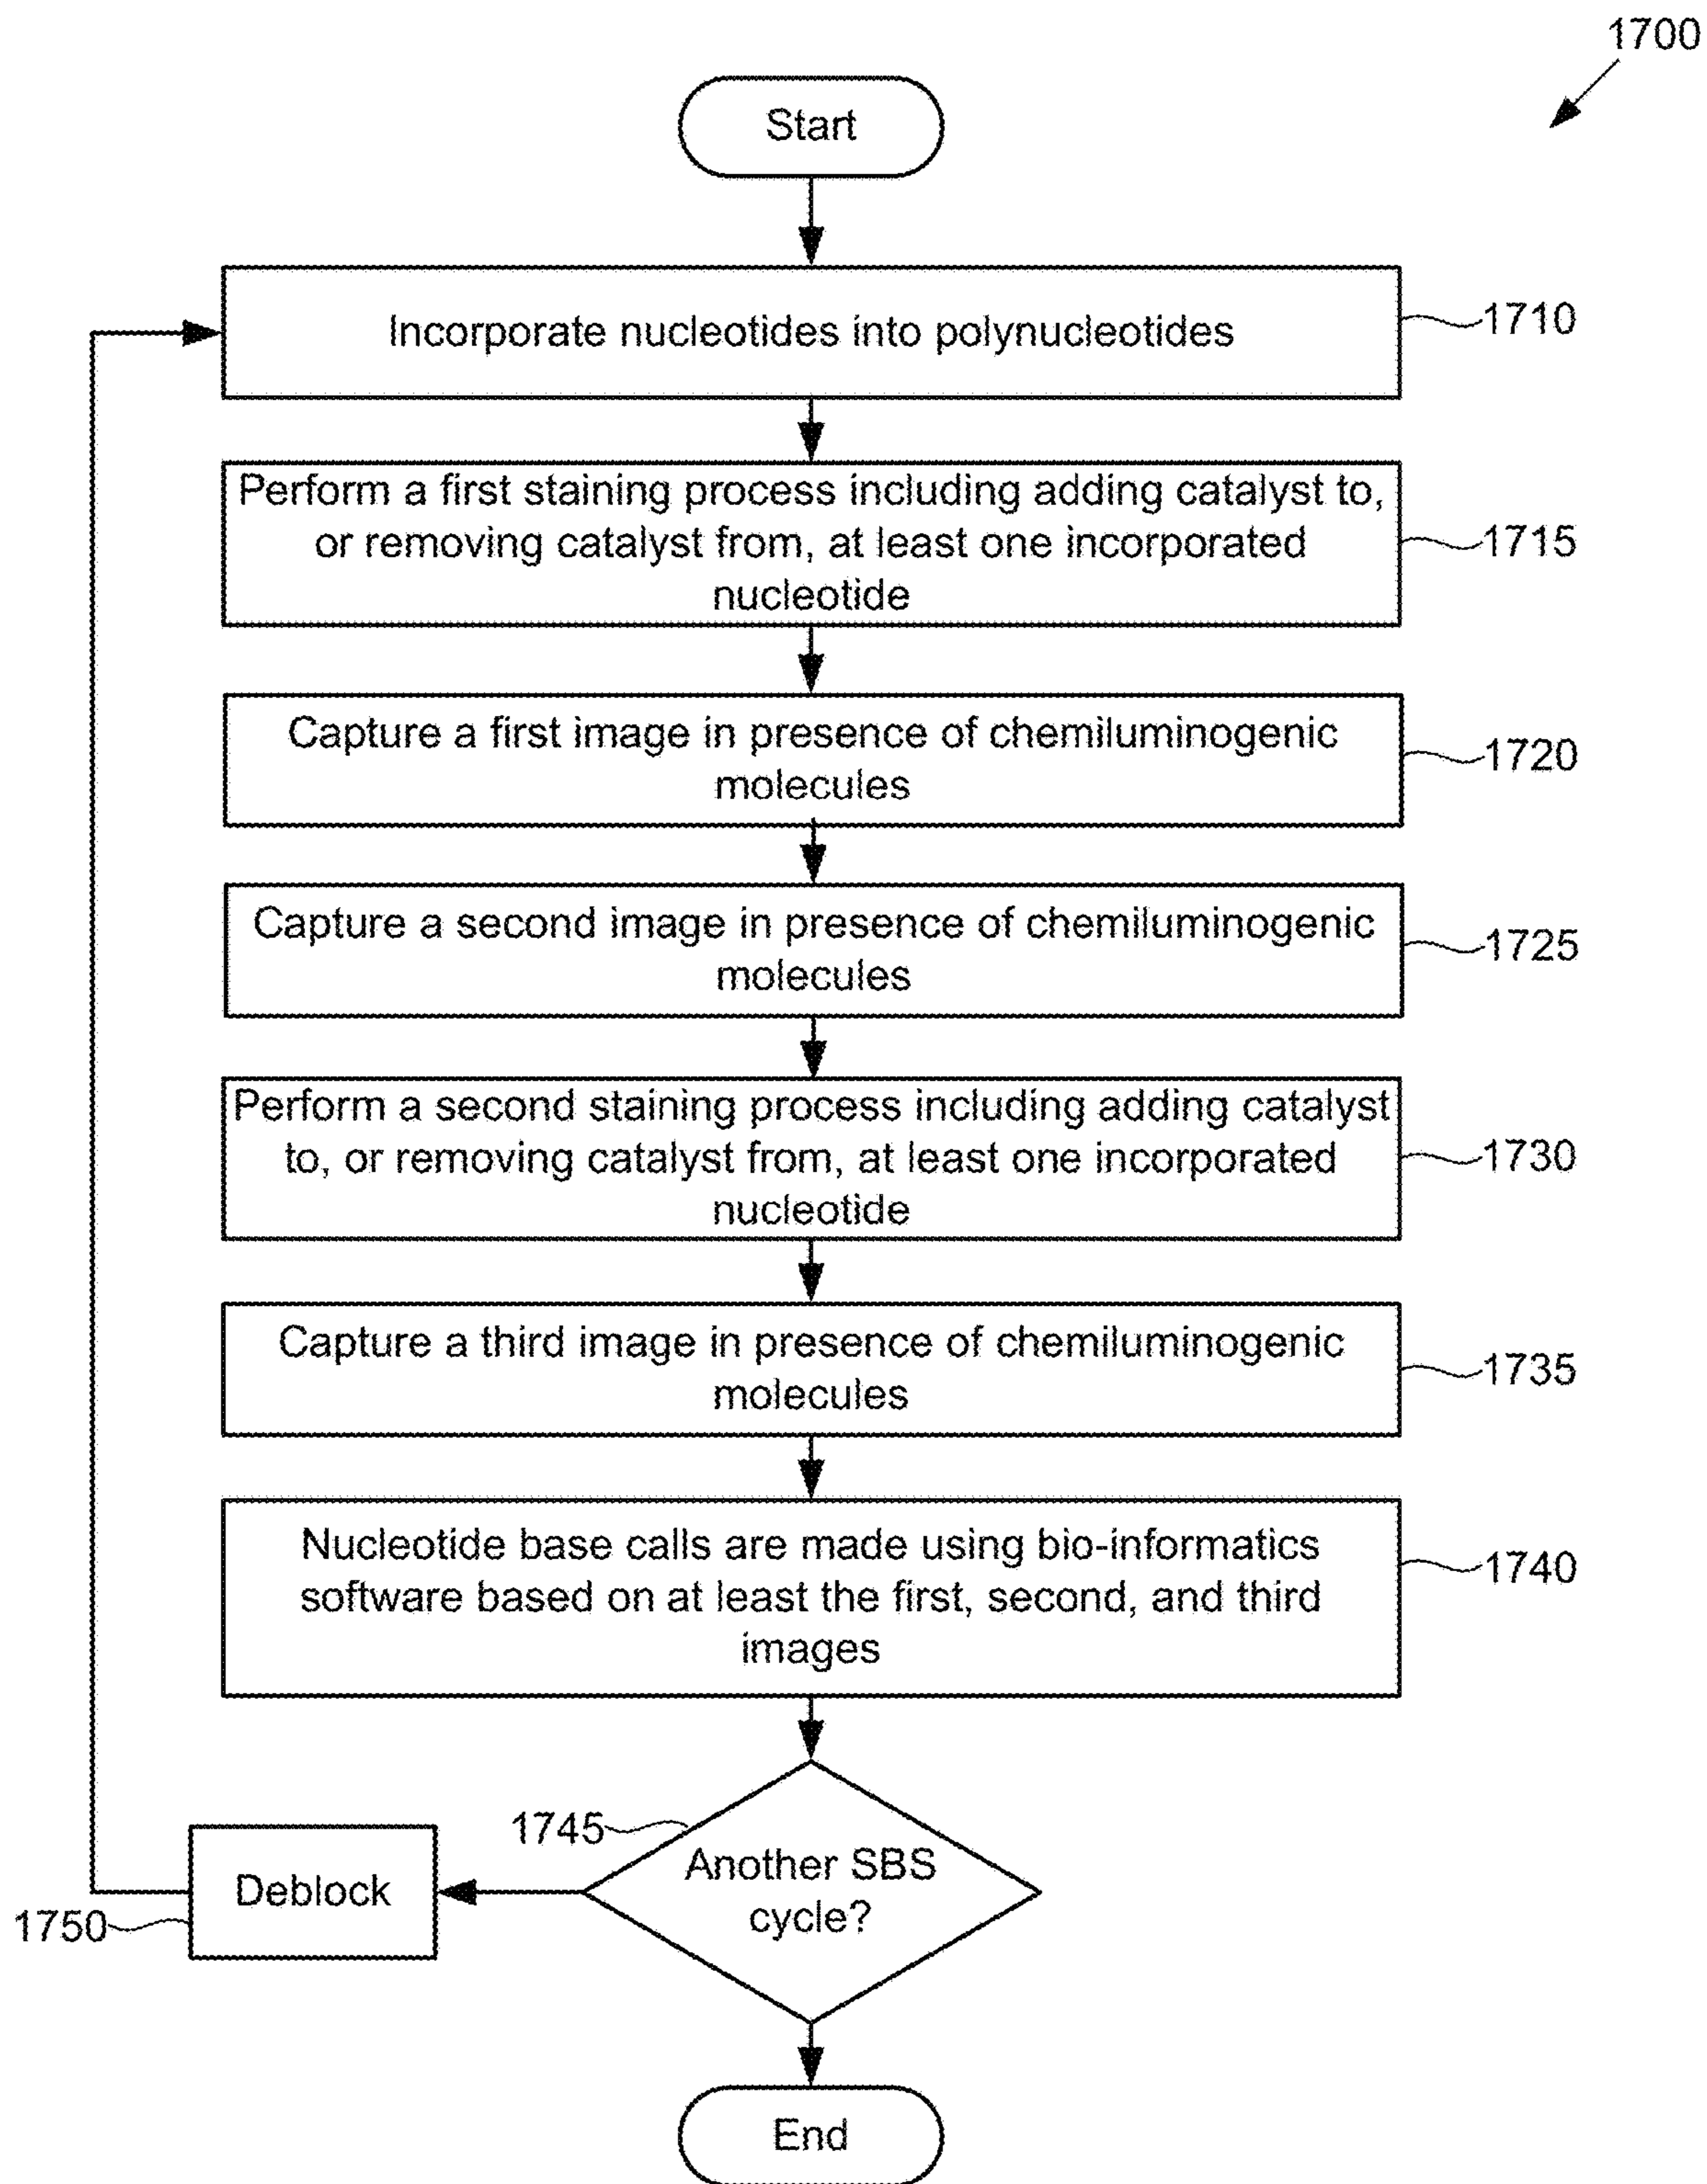 1700
Start
Incorporate nucleotides into polynucleotides
1710
Perform a first staining process including adding catalyst to,
or removing catalyst from, at least one incorporated
nucleotide
1715
Capture a first image in presence of chemiluminogenic
molecules
1720
Capture a second image in presence of chemiluminogenic
molecules
1725
Perform a second staining process including adding catalyst
to, or removing catalyst from, at least one incorporated
nucleotide
1730
Capture a third image in presence of chemiluminogenic
molecules
1735
Nucleotide base calls are made using bio-informatics
software based on at least the first, second, and third
images
1740
1745
Another SBS
cycle?
Deblock
1750
End